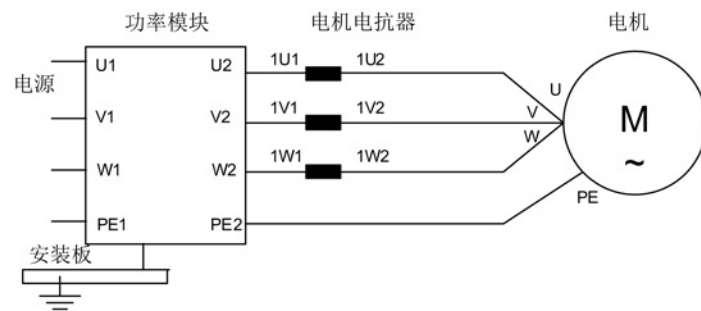 功率模块 电机电抗器 电机
电源
U1 U2 1U1 1U2 U
V1 V2 1V1 1V2 V
W1 W2 1W1 1W2 W
PE1 PE2 PE
M
~
安装板